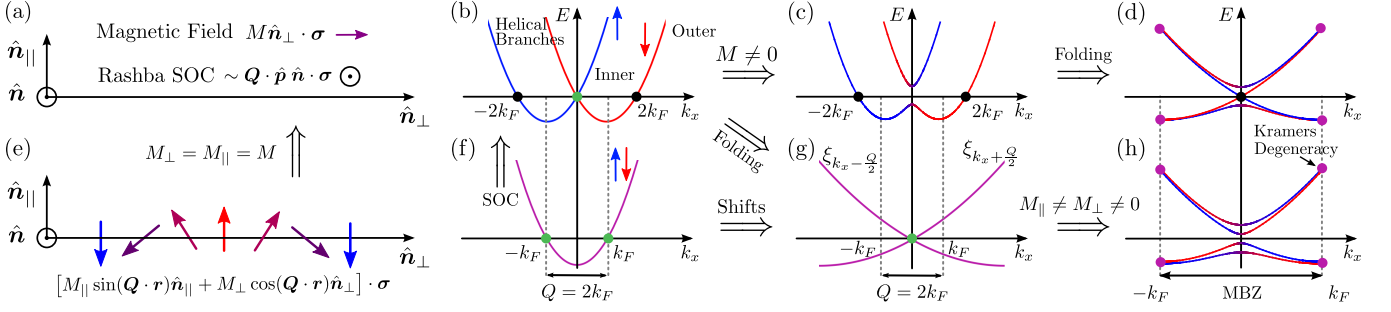 (a)
n̂_||
Magnetic Field M n̂_⊥ · σ
Rashba SOC ∼ Q · p̂ n̂ · σ
n̂
n̂_⊥
(b)
E
Helical
Branches
Outer
Inner
−2k_F
2k_F
k_x
M ≠ 0
⟹
(c)
E
−2k_F
2k_F
k_x
Folding
⟹
(d)
E
k_x
(e)
M_⊥ = M_|| = M
n̂_||
n̂
n̂_⊥
[M_|| sin(Q · r)n̂_|| + M_⊥ cos(Q · r)n̂_⊥] · σ
SOC
(f)
−k_F
k_F
k_x
Q = 2k_F
Folding
Shifts
⟹
(g)
ξ_{k_x − Q/2}
ξ_{k_x + Q/2}
−k_F
k_F
k_x
Q = 2k_F
M_|| ≠ M_⊥ ≠ 0
⟹
(h)
Kramers
Degeneracy
k_x
−k_F
MBZ
k_F